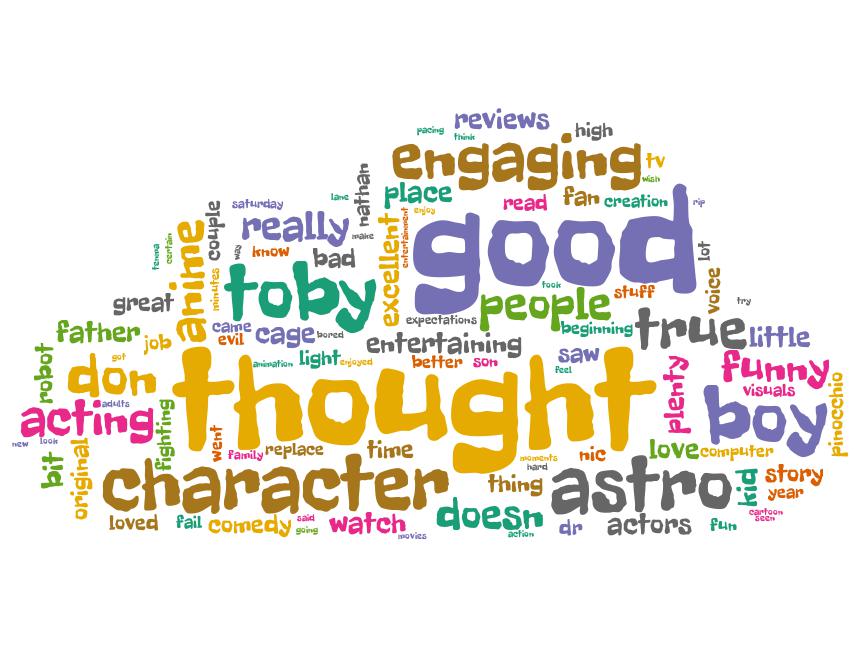 reviews
pacing
think
high
engaging
tv
wish
nathan
place
read
fan
creation
rip
lane
saturday
enjoy
good
couple
really
make
excellent
entertainment
anime
way
know
bad
lot
tenma
certain
minutes
toby
took
stuff
voice
great
people
try
expectations
beginning
true
little
father
job
came
evil
cage
bored
entertaining
robot
got
animation
light
enjoyed
better
son
saw
feel
plenty
funny
visuals
don
thought
boy
pinocchio
acting
adults
fighting
new
look
bit
original
went
family
replace
time
moments
hard
nic
love
computer
character
thing
astro
kid
story
year
loved
fail
comedy
said
going
watch
movies
doesn
action
dr
actors
fun
cartoon
seen